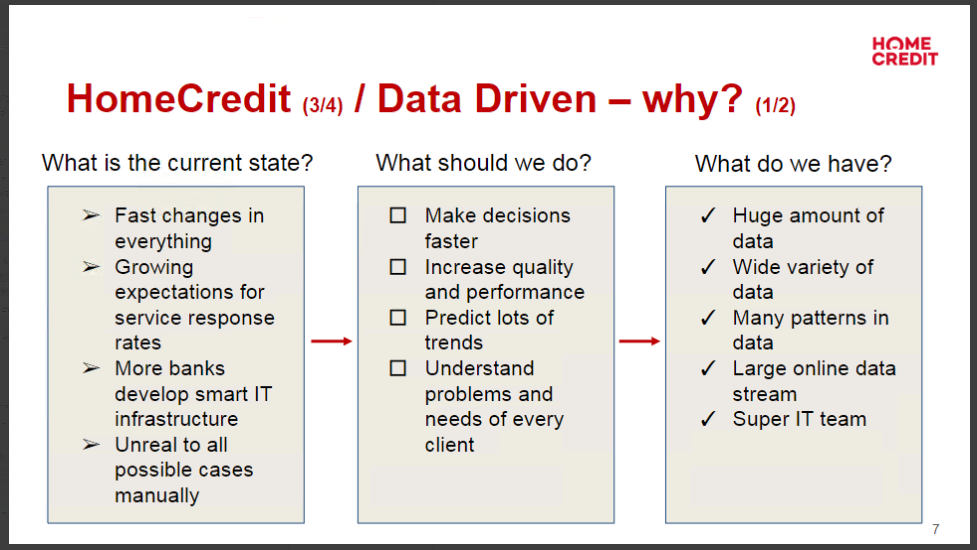 HOME
CREDIT
HomeCredit (3/4) / Data Driven – why? (1/2)
What is the current state?
➢ Fast changes in
everything
➢ Growing
expectations for
service response
rates
➢ More banks
develop smart IT
infrastructure
➢ Unreal to all
possible cases
manually
What should we do?
☐ Make decisions
faster
☐ Increase quality
and performance
☐ Predict lots of
trends
☐ Understand
problems and
needs of every
client
What do we have?
✓ Huge amount of
data
✓ Wide variety of
data
✓ Many patterns in
data
✓ Large online data
stream
✓ Super IT team
7